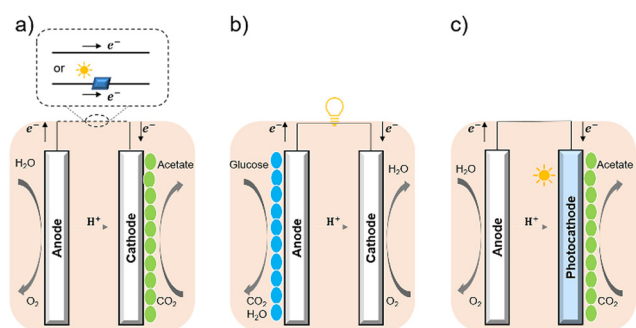 a)
e⁻
or
e⁻
e⁻
e⁻
H₂O
Acetate
Anode
H⁺
Cathode
O₂
CO₂
b)
e⁻
e⁻
Glucose
H₂O
Anode
H⁺
Cathode
CO₂
H₂O
O₂
c)
e⁻
e⁻
H₂O
Acetate
Anode
H⁺
Photocathode
O₂
CO₂